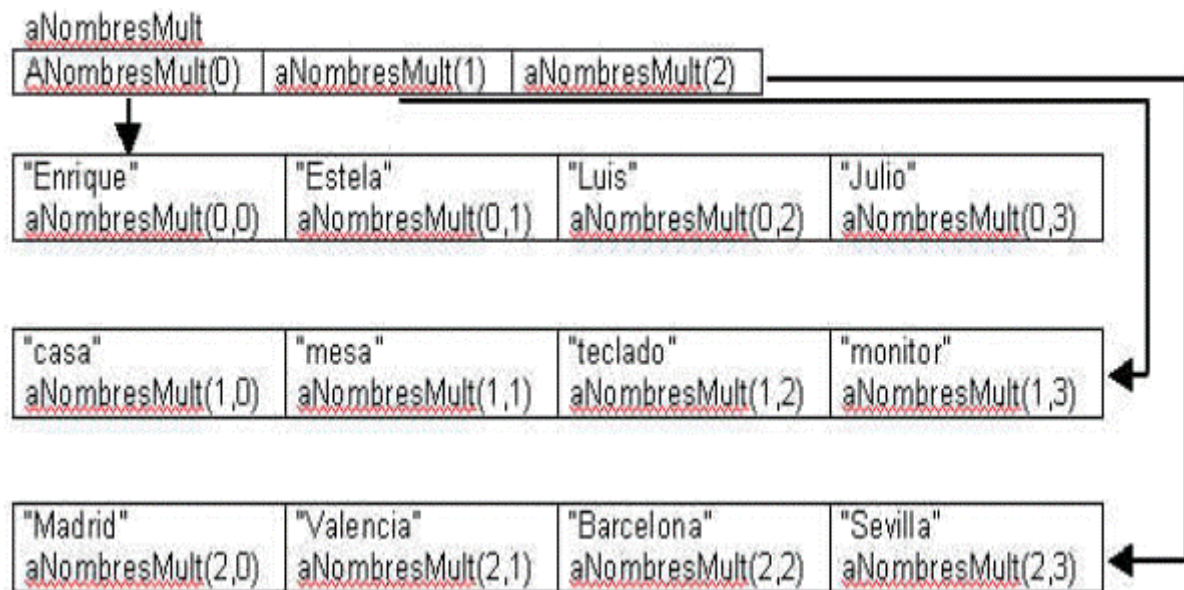 aNombresMult
ANombresMult(0) aNombresMult(1) aNombresMult(2)
"Enrique" "Estela" "Luis" "Julio"
aNombresMult(0,0) aNombresMult(0,1) aNombresMult(0,2) aNombresMult(0,3)
"casa" "mesa" "teclado" "monitor"
aNombresMult(1,0) aNombresMult(1,1) aNombresMult(1,2) aNombresMult(1,3)
"Madrid" "Valencia" "Barcelona" "Sevilla"
aNombresMult(2,0) aNombresMult(2,1) aNombresMult(2,2) aNombresMult(2,3)